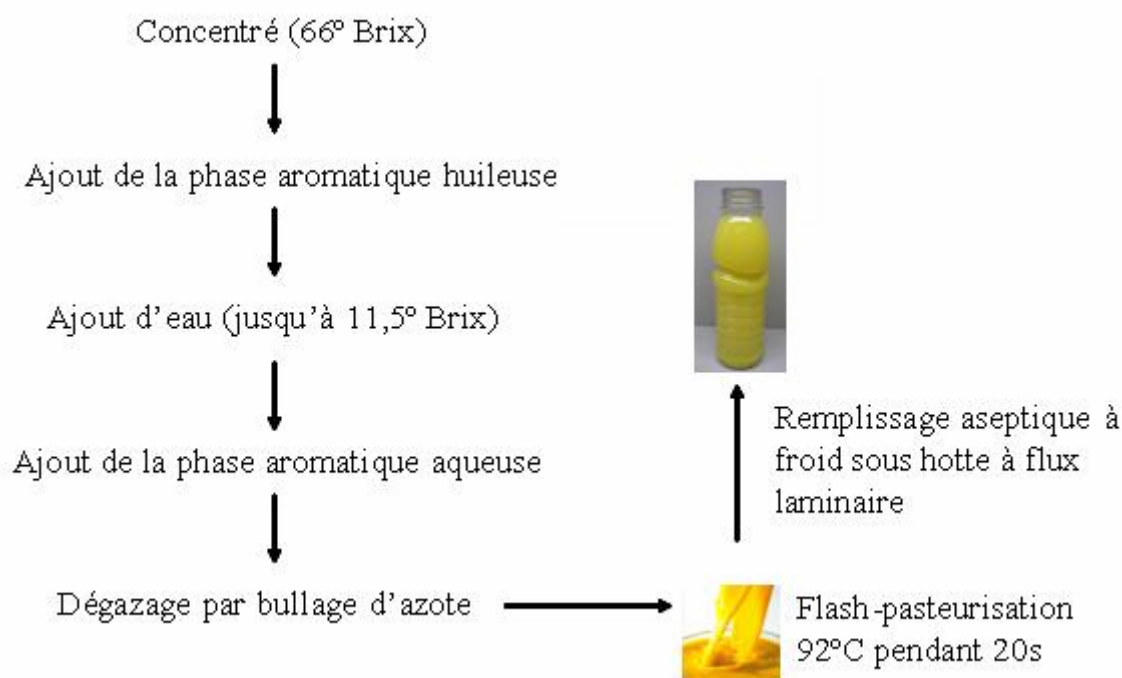 Concentré (66° Brix)
Ajout de la phase aromatique huileuse
Ajout d'eau (jusqu'à 11,5° Brix)
Ajout de la phase aromatique aqueuse
Dégazage par bullage d'azote
Flash-pasteurisation
92°C pendant 20s
Remplissage aseptique à
froid sous hotte à flux
laminaire